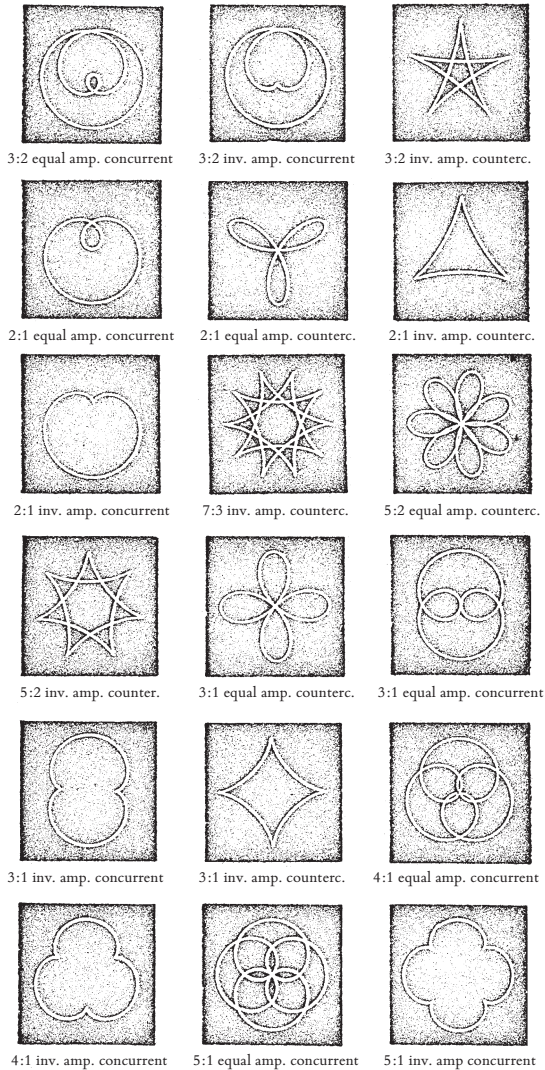 3:2 equal amp. concurrent
3:2 inv. amp. concurrent
3:2 inv. amp. counterc.
2:1 equal amp. concurrent
2:1 equal amp. counterc.
2:1 inv. amp. counterc.
2:1 inv. amp. concurrent
7:3 inv. amp. counterc.
5:2 equal amp. counterc.
5:2 inv. amp. counter.
3:1 equal amp. counterc.
3:1 equal amp. concurrent
3:1 inv. amp. concurrent
3:1 inv. amp. counterc.
4:1 equal amp. concurrent
4:1 inv. amp. concurrent
5:1 equal amp. concurrent
5:1 inv. amp concurrent